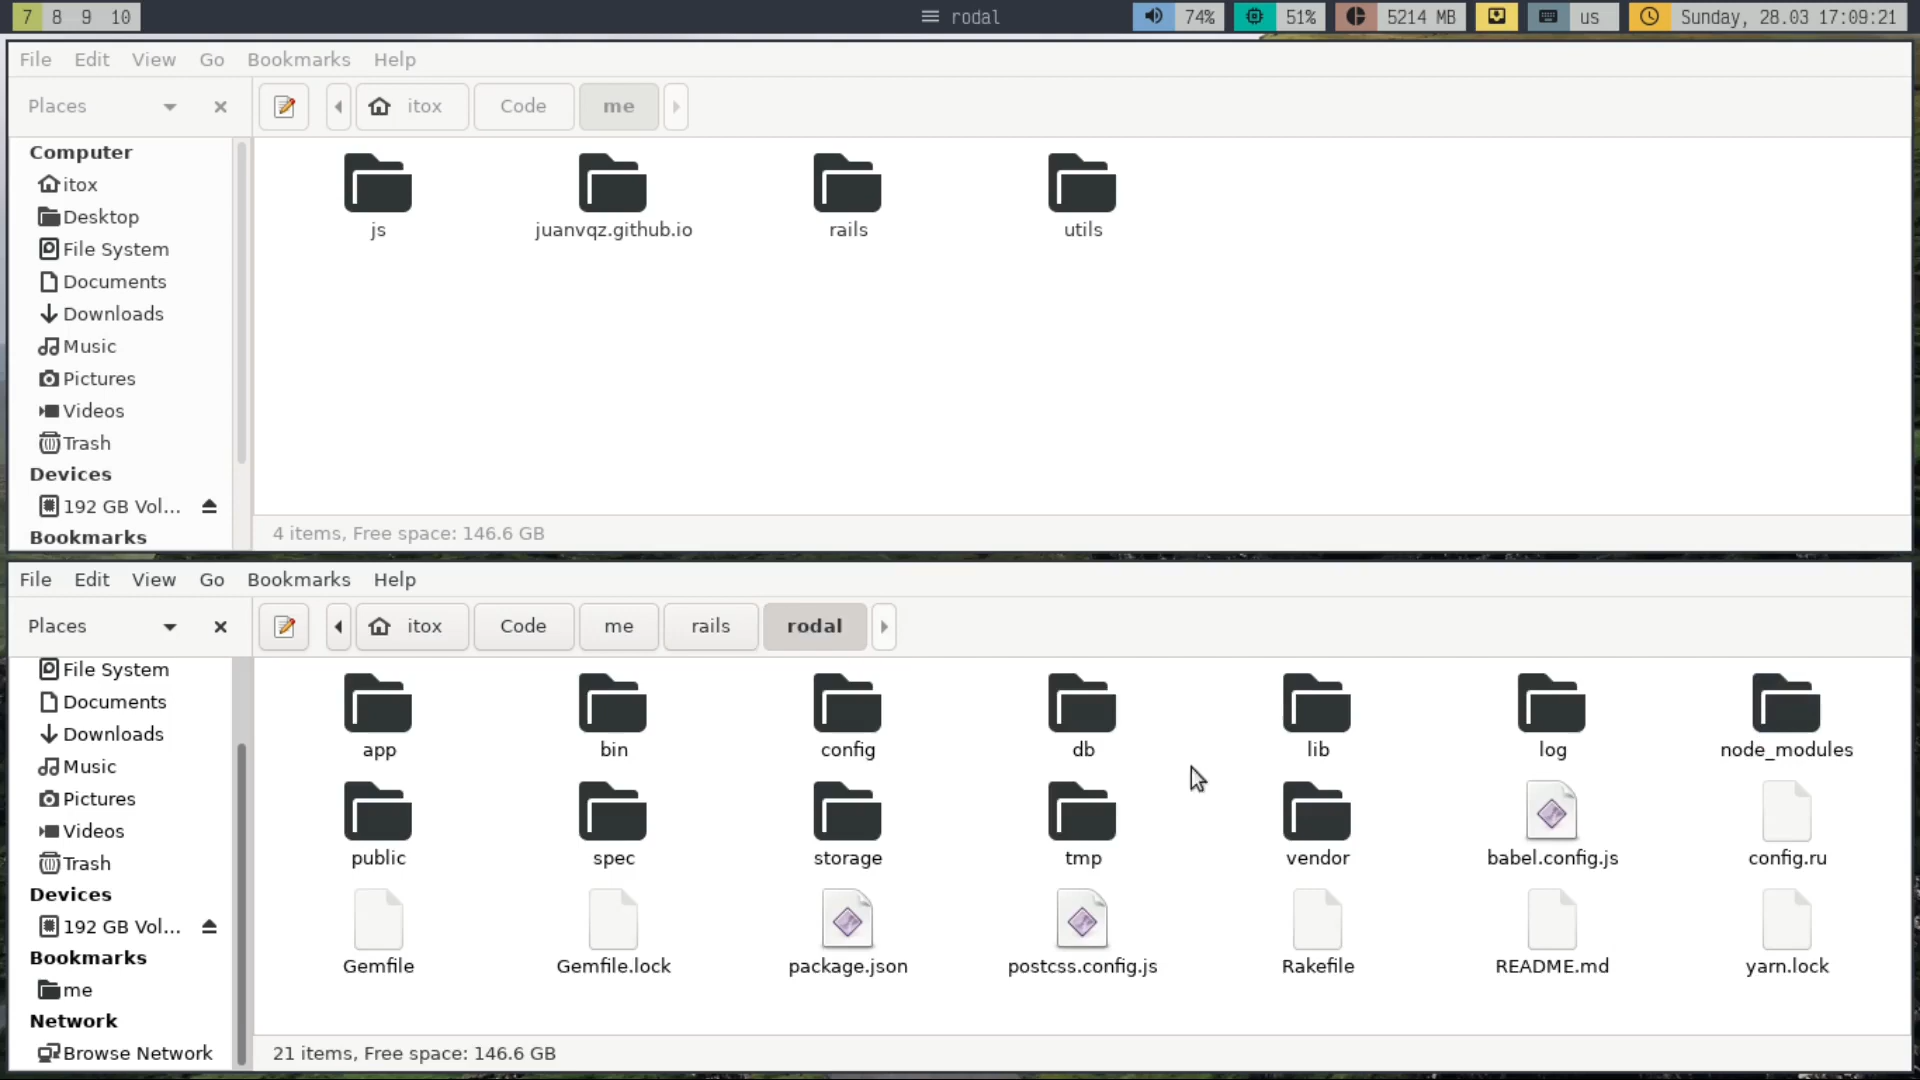 7 8 9 10 rodal 74% 51% 5214 MB us Sunday, 28.03 17:09:21
File Edit View Go Bookmarks Help
Places itox Code me
Computer
itox
Desktop
File System
Documents
Downloads
Music
Pictures
Videos
Trash
Devices
192 GB Vol...
Bookmarks
js juanvqz.github.io rails utils
4 items, Free space: 146.6 GB
File Edit View Go Bookmarks Help
Places itox Code me rails rodal
File System
Documents
Downloads
Music
Pictures
Videos
Trash
Devices
192 GB Vol...
Bookmarks
me
Network
Browse Network
app bin config db lib log node_modules
public spec storage tmp vendor babel.config.js config.ru
Gemfile Gemfile.lock package.json postcss.config.js Rakefile README.md yarn.lock
21 items, Free space: 146.6 GB